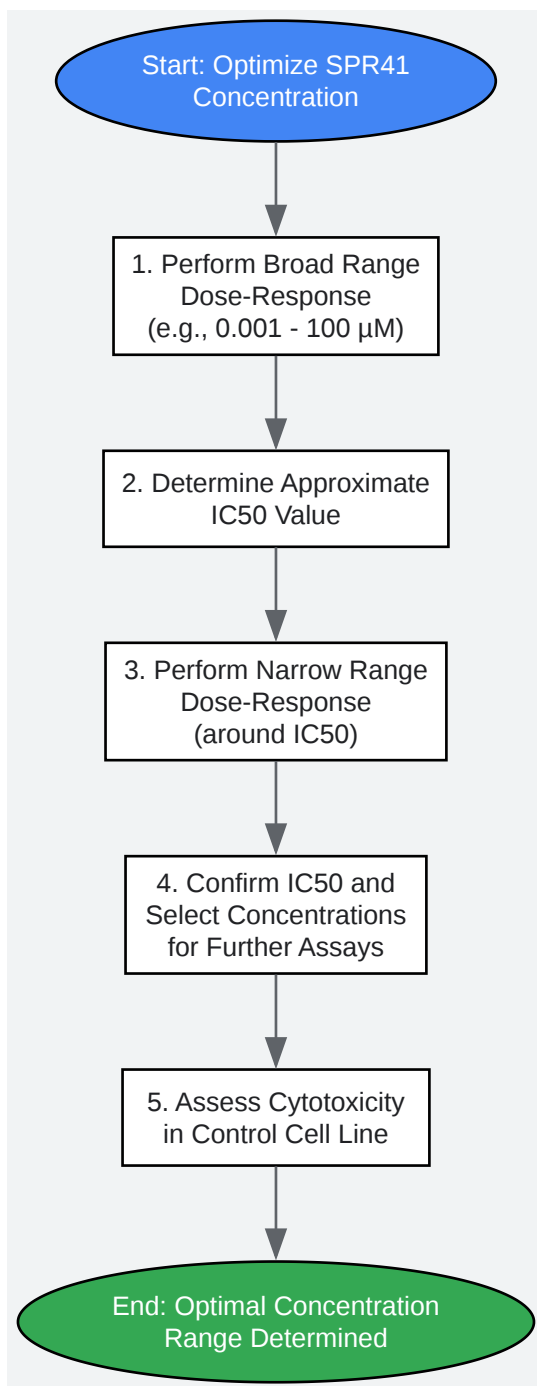 Start: Optimize SPR41
Concentration
1. Perform Broad Range
Dose-Response
(e.g., 0.001 - 100 µM)
2. Determine Approximate
IC50 Value
3. Perform Narrow Range
Dose-Response
(around IC50)
4. Confirm IC50 and
Select Concentrations
for Further Assays
5. Assess Cytotoxicity
in Control Cell Line
End: Optimal Concentration
Range Determined